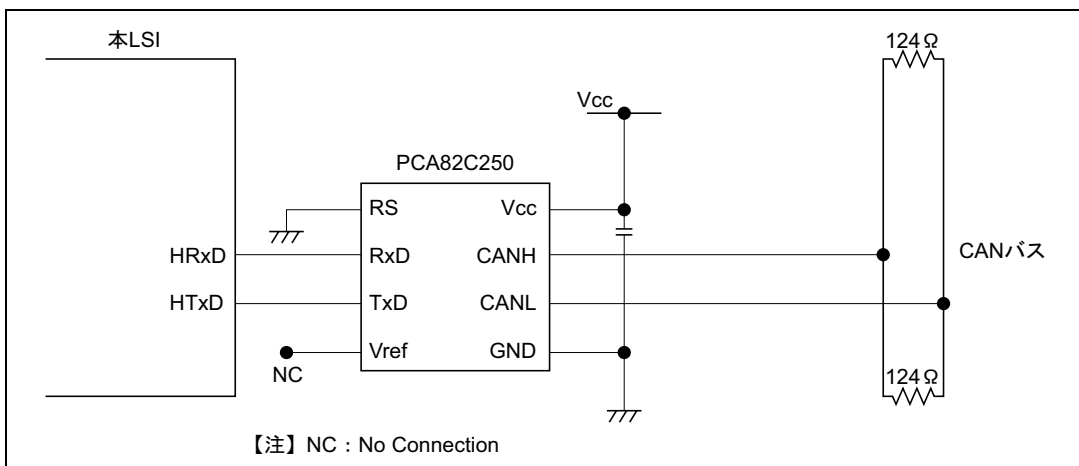 本LSI
124Ω
Vcc
PCA82C250
RS
Vcc
HRxD
RxD
CANH
CANバス
HTxD
TxD
CANL
Vref
GND
NC
124Ω
【注】NC：No Connection